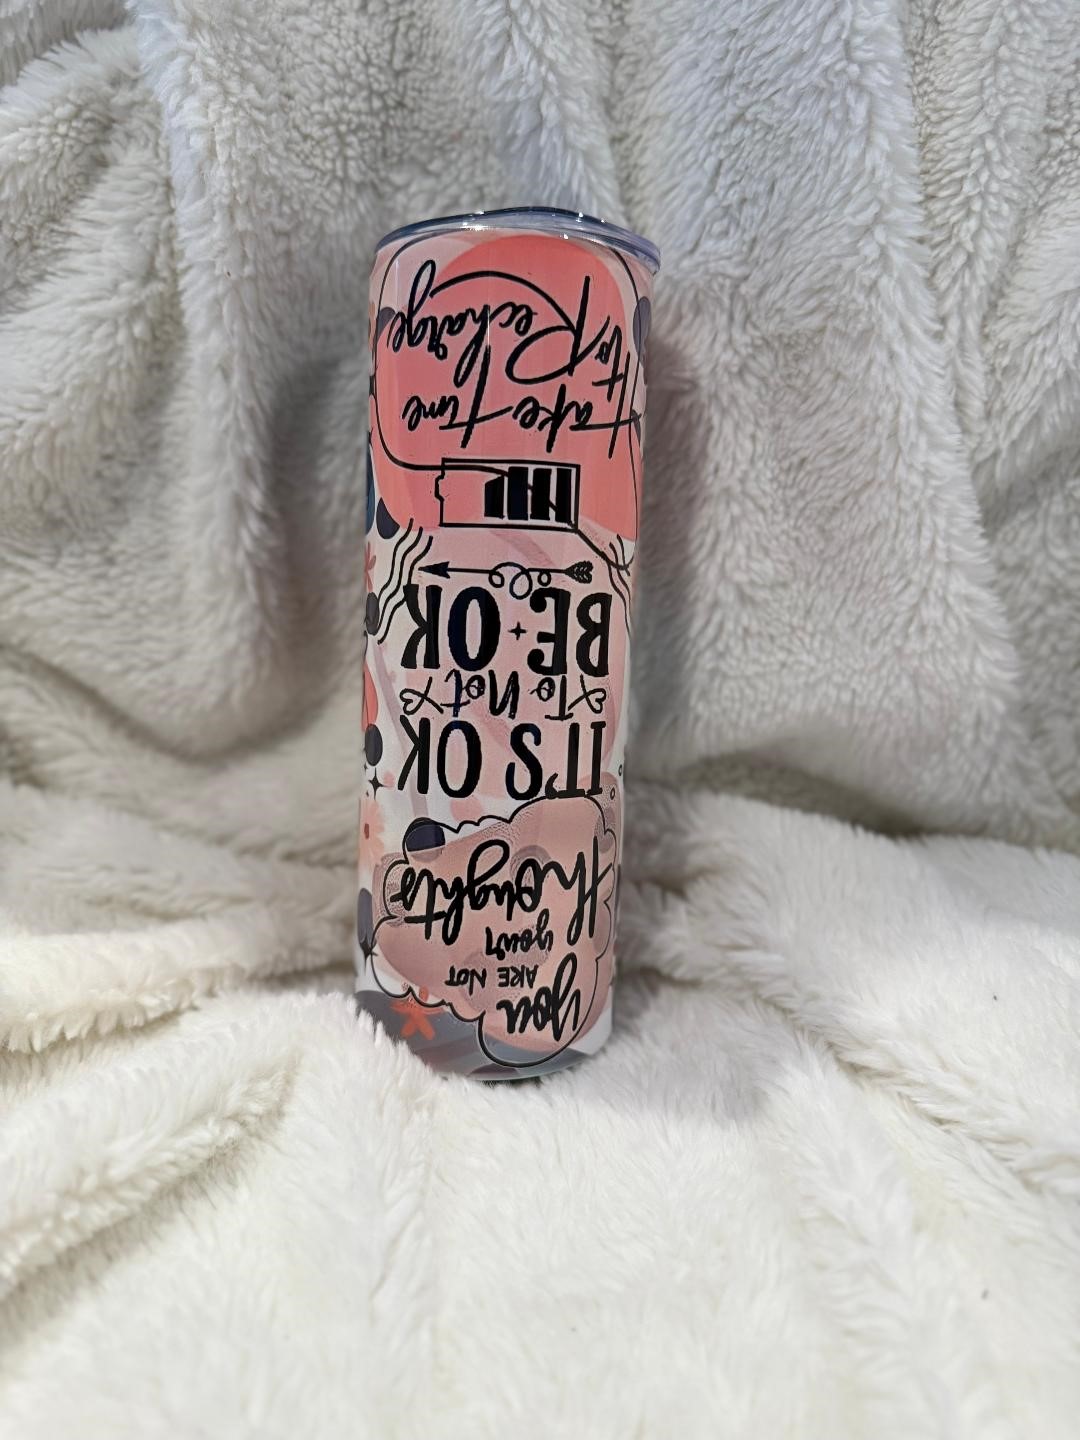 You
ARE NOT
your
thoughts
IT'S OK
To Not
BE OK
take time
to Recharge